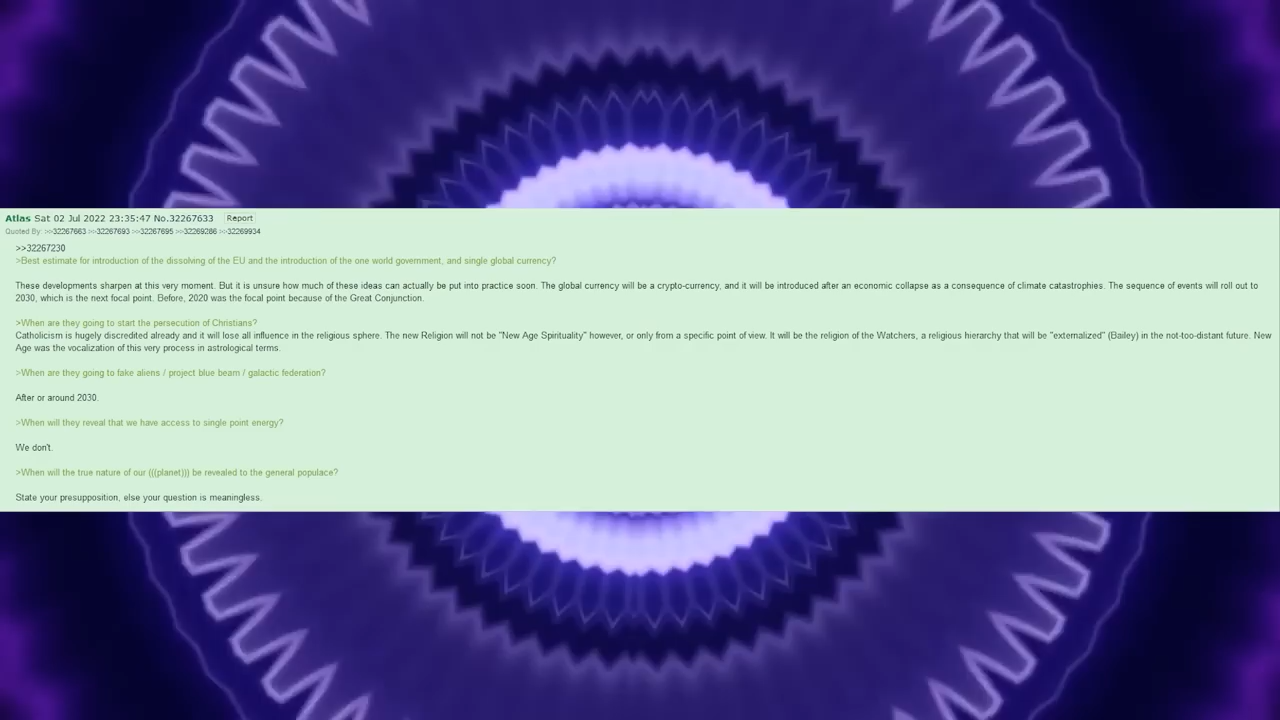 Atlas Sat 02 Jul 2022 23:35:47 No.32267633 Report
Quoted By: >>32267663 >>32267693 >>32267695 >>32269286 >>32269934
>>32267230
>Best estimate for introduction of the dissolving of the EU and the introduction of the one world government, and single global currency?
These developments sharpen at this very moment. But it is unsure how much of these ideas can actually be put into practice soon. The global currency will be a crypto-currency, and it will be introduced after an economic collapse as a consequence of climate catastrophies. The sequence of events will roll out to
2030, which is the next focal point. Before, 2020 was the focal point because of the Great Conjunction.
>When are they going to start the persecution of Christians?
Cathholicism is hugely discredited already and it will lose all influence in the religious sphere. The new Religion will not be "New Age Spirituality" however, or only from a specific point of view. It will be the religion of the Watchers, a religious hierarchy that will be "externalized" (Bailey) in the not-too-distant future. New
Age was the vocalization of this very process in astrological terms.
>When are they going to fake aliens / project blue beam / galactic federation?
After or around 2030.
>When will they reveal that we have access to single point energy?
We don't.
>When will the true nature of our (((planet))) be revealed to the general populace?
State your presupposition, else your question is meaningless.